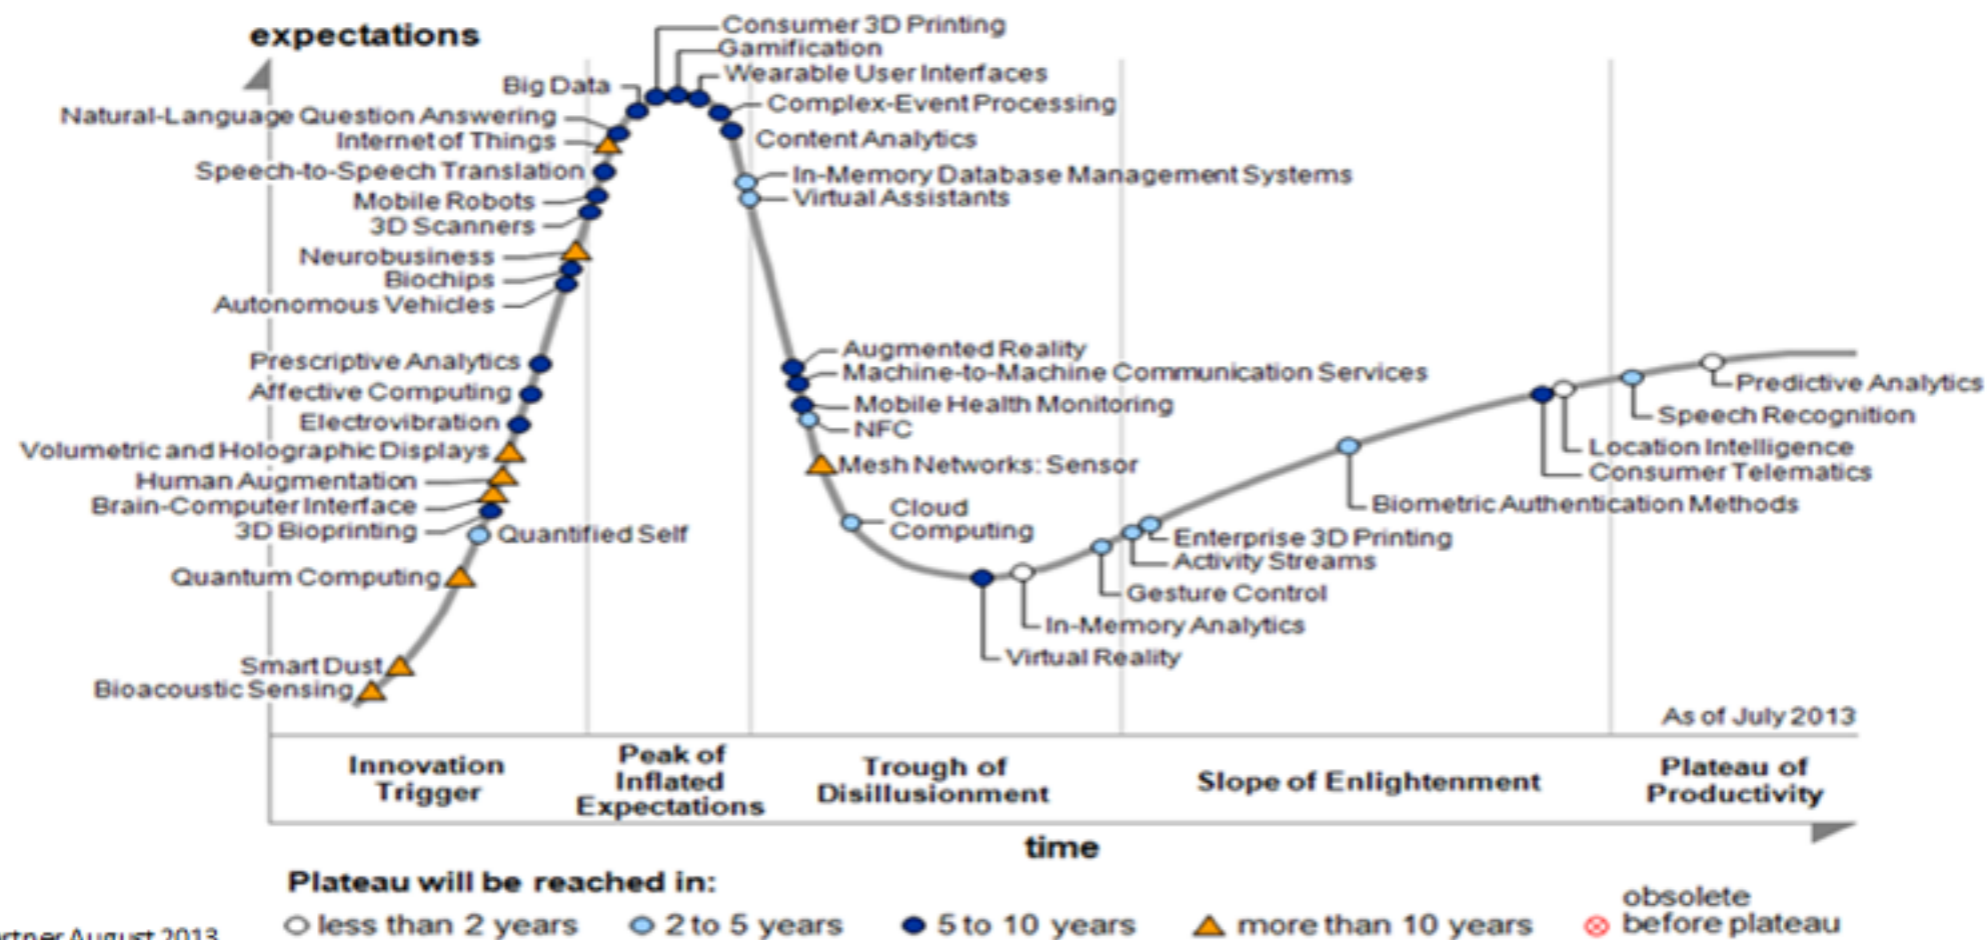 expectations
Consumer 3D Printing
Gamification
Wearable User Interfaces
Big Data
Complex-Event Processing
Natural-Language Question Answering
Internet of Things
Content Analytics
Speech-to-Speech Translation
In-Memory Database Management Systems
Mobile Robots
Virtual Assistants
3D Scanners
Neurobusiness
Biochips
Autonomous Vehicles
Augmented Reality
Prescriptive Analytics
Machine-to-Machine Communication Services
Predictive Analytics
Affective Computing
Mobile Health Monitoring
Speech Recognition
Electrovibration
NFC
Volumetric and Holographic Displays
Location Intelligence
Mesh Networks: Sensor
Consumer Telematics
Human Augmentation
Brain-Computer Interface
Cloud
Computing
Biometric Authentication Methods
3D Bioprinting
Quantified Self
Enterprise 3D Printing
Activity Streams
Quantum Computing
Gesture Control
In-Memory Analytics
Virtual Reality
Smart Dust
Bioacoustic Sensing
As of July 2013
Innovation
Trigger
Peak of
Inflated
Expectations
Trough of
Disillusionment
Slope of Enlightenment
Plateau of
Productivity
time
Plateau will be reached in:
less than 2 years
2 to 5 years
5 to 10 years
more than 10 years
obsolete
before plateau
August 2013